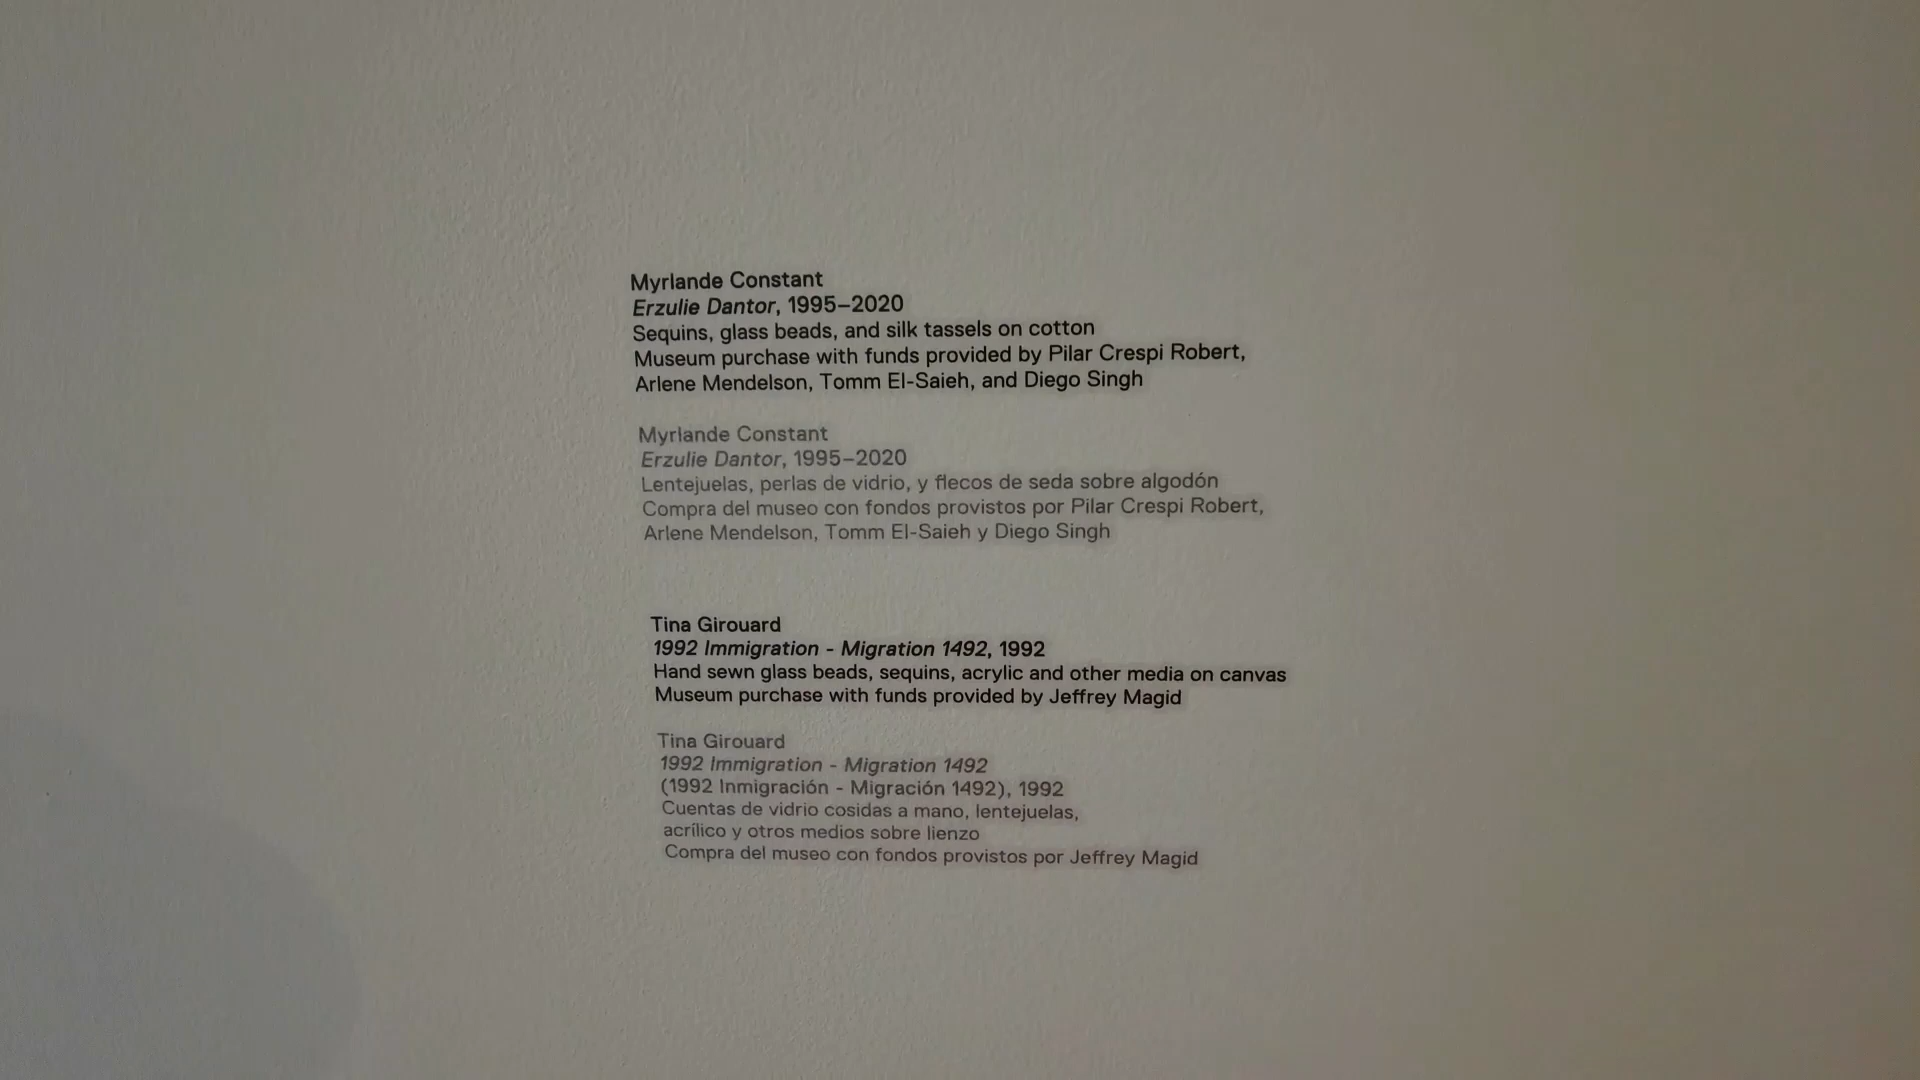 Myrlande Constant
Erzulie Dantor, 1995–2020
Sequins, glass beads, and silk tassels on cotton
Museum purchase with funds provided by Pilar Crespi Robert,
Arlene Mendelson, Tomm El-Saieh, and Diego Singh
Myrlande Constant
Erzulie Dantor, 1995–2020
Lentejuelas, perlas de vidrio, y flecos de seda sobre algodón
Compra del museo con fondos provistos por Pilar Crespi Robert,
Arlene Mendelson, Tomm El-Saieh y Diego Singh
Tina Girouard
1992 Immigration - Migration 1492, 1992
Hand sewn glass beads, sequins, acrylic and other media on canvas
Museum purchase with funds provided by Jeffrey Magid
Tina Girouard
1992 Immigration - Migration 1492
(1992 Inmigración - Migración 1492), 1992
Cuentas de vidrio cosidas a mano, lentejuelas,
acrílico y otros medios sobre lienzo
Compra del museo con fondos provistos por Jeffrey Magid